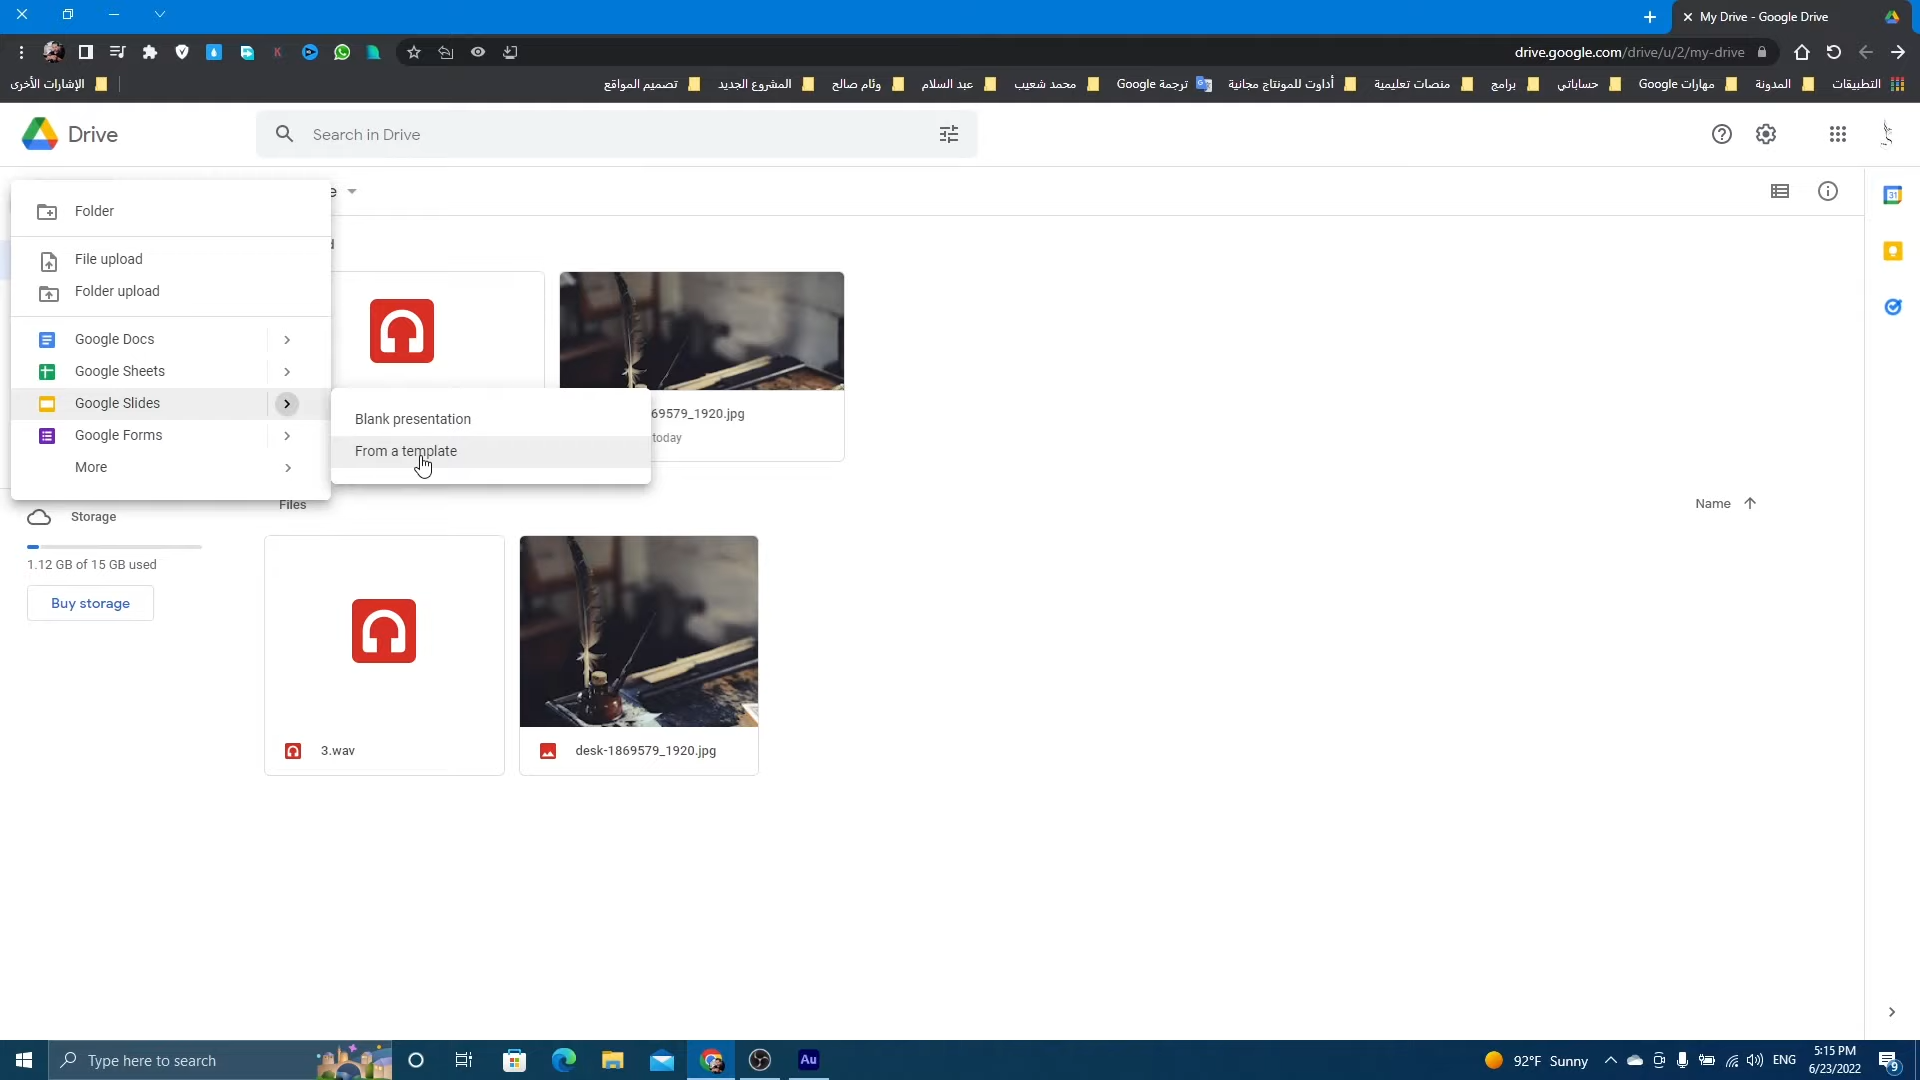 My Drive - Google Drive
drive.google.com/drive/u/2/my-drive
التطبيقات
المدونة
مهارات Google
حساباتي
برامج
منصات تعليمية
أداوت للمونتاج مجانية
ترجمة Google
محمد شعيب
عبد السلام
وئام صالح
المشروع الجديد
تصميم المواقع
الإشارات الأخرى
Drive
Search in Drive
Folder
File upload
Folder upload
Google Docs
Google Sheets
Google Slides
Google Forms
More
Blank presentation
From a template
69579_1920.jpg
today
Storage
1.12 GB of 15 GB used
Buy storage
Files
Name
3.wav
desk-1869579_1920.jpg
31
Type here to search
Au
92°F Sunny
ENG
5:15 PM
6/23/2022
9